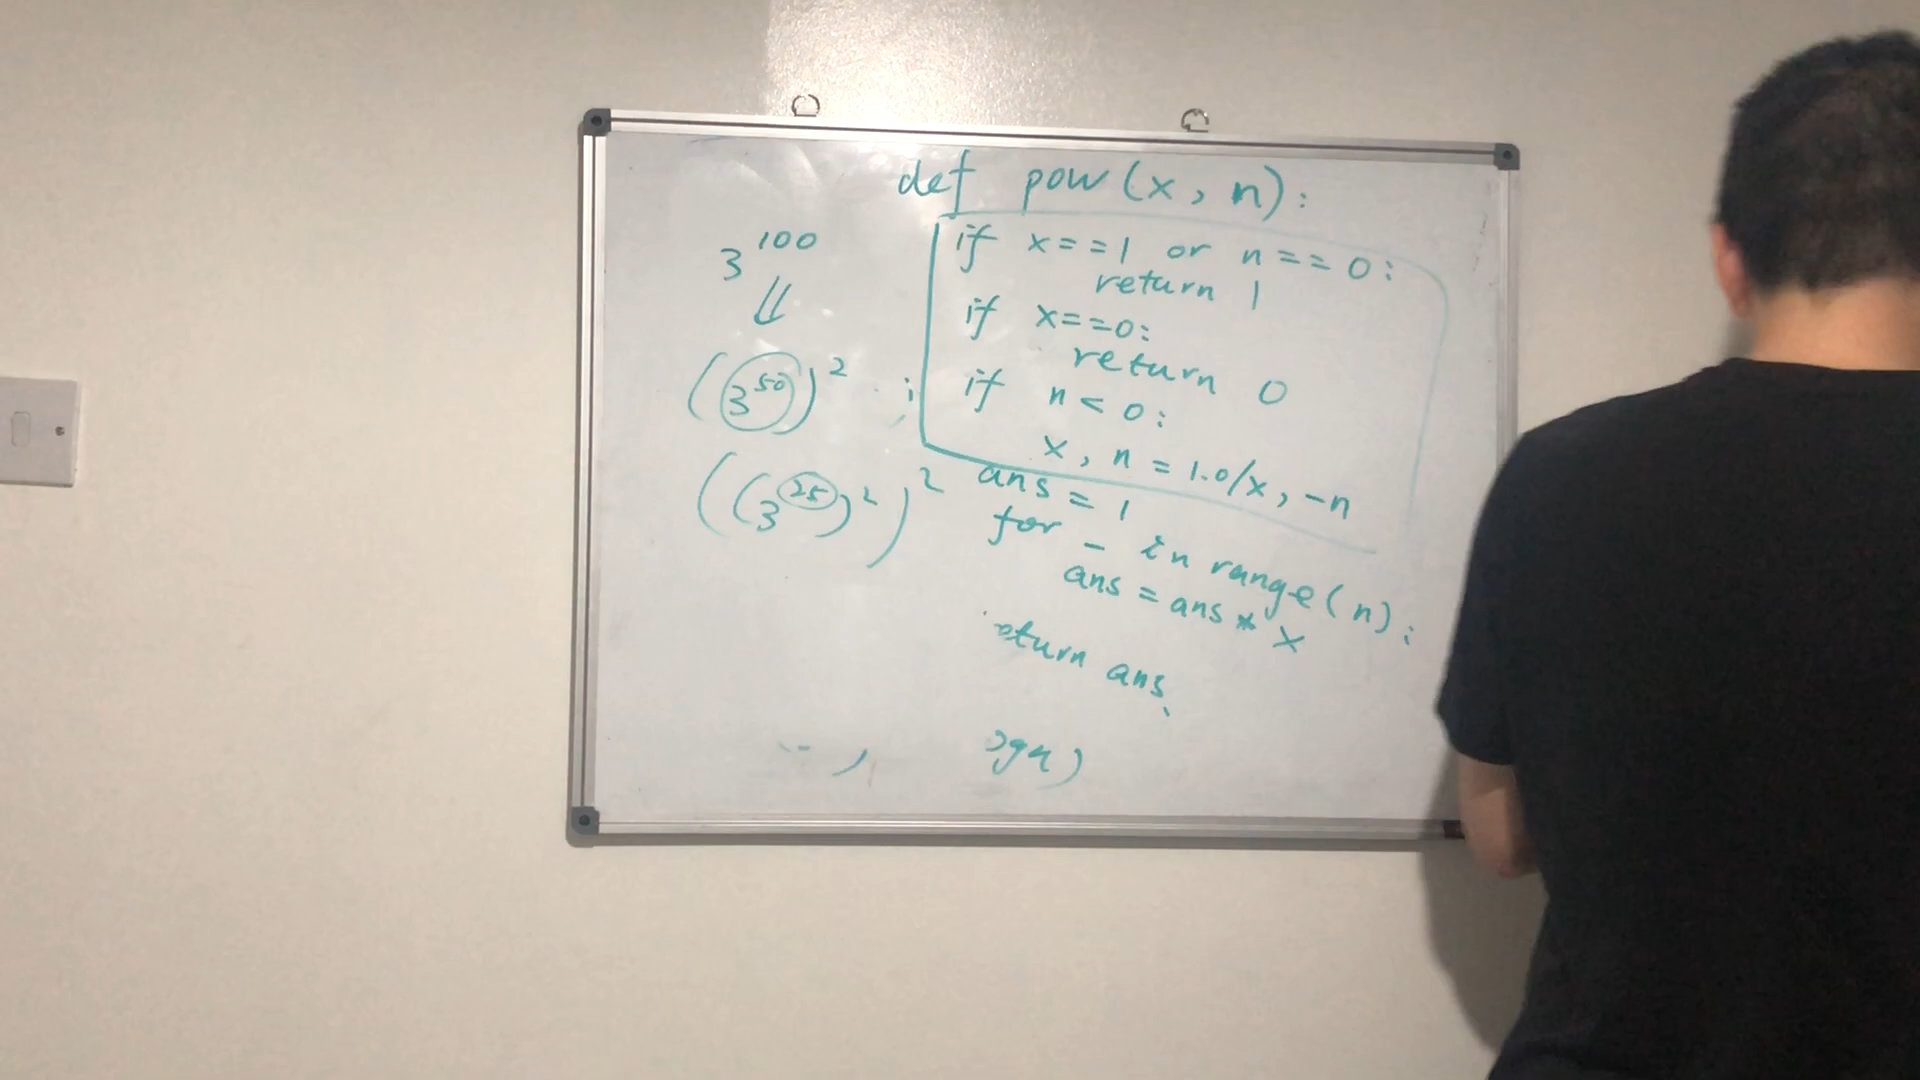 def pow(x, n):
if x==1 or n==0:
return 1
if x==0:
return 0
if n<0:
x, n = 1.0/x, -n
ans = 1
for _ in range(n):
ans = ans * x
eturn ans
3^100
⇓
(3^50)^2
((3^25)^2)^2